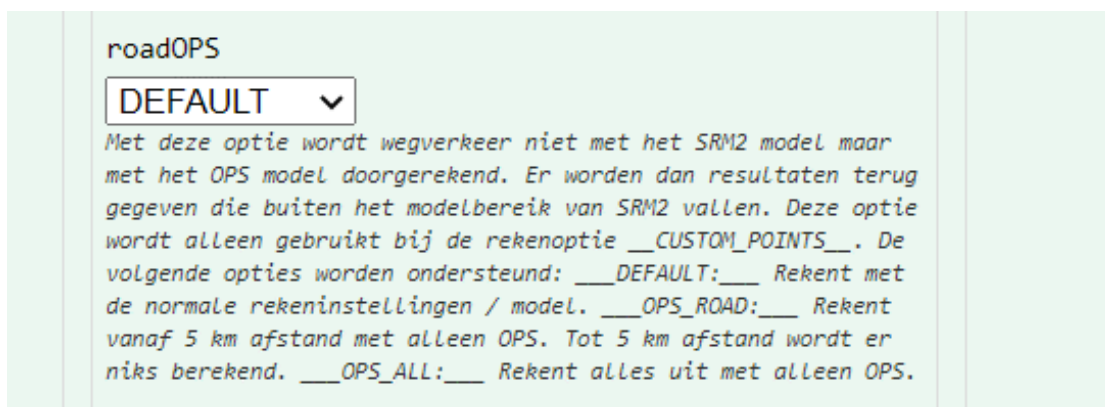 roadOPS
DEFAULT
Met deze optie wordt wegverkeer niet met het SRM2 model maar
met het OPS model doorgerekend. Er worden dan resultaten terug
gegeven die buiten het modelbereik van SRM2 vallen. Deze optie
wordt alleen gebruikt bij de rekenoptie __CUSTOM_POINTS__. De
volgende opties worden ondersteund: ___DEFAULT:___ Rekent met
de normale rekeninstellingen / model. ___OPS_ROAD:___ Rekent
vanaf 5 km afstand met alleen OPS. Tot 5 km afstand wordt er
niks berekend. ___OPS_ALL:___ Rekent alles uit met alleen OPS.